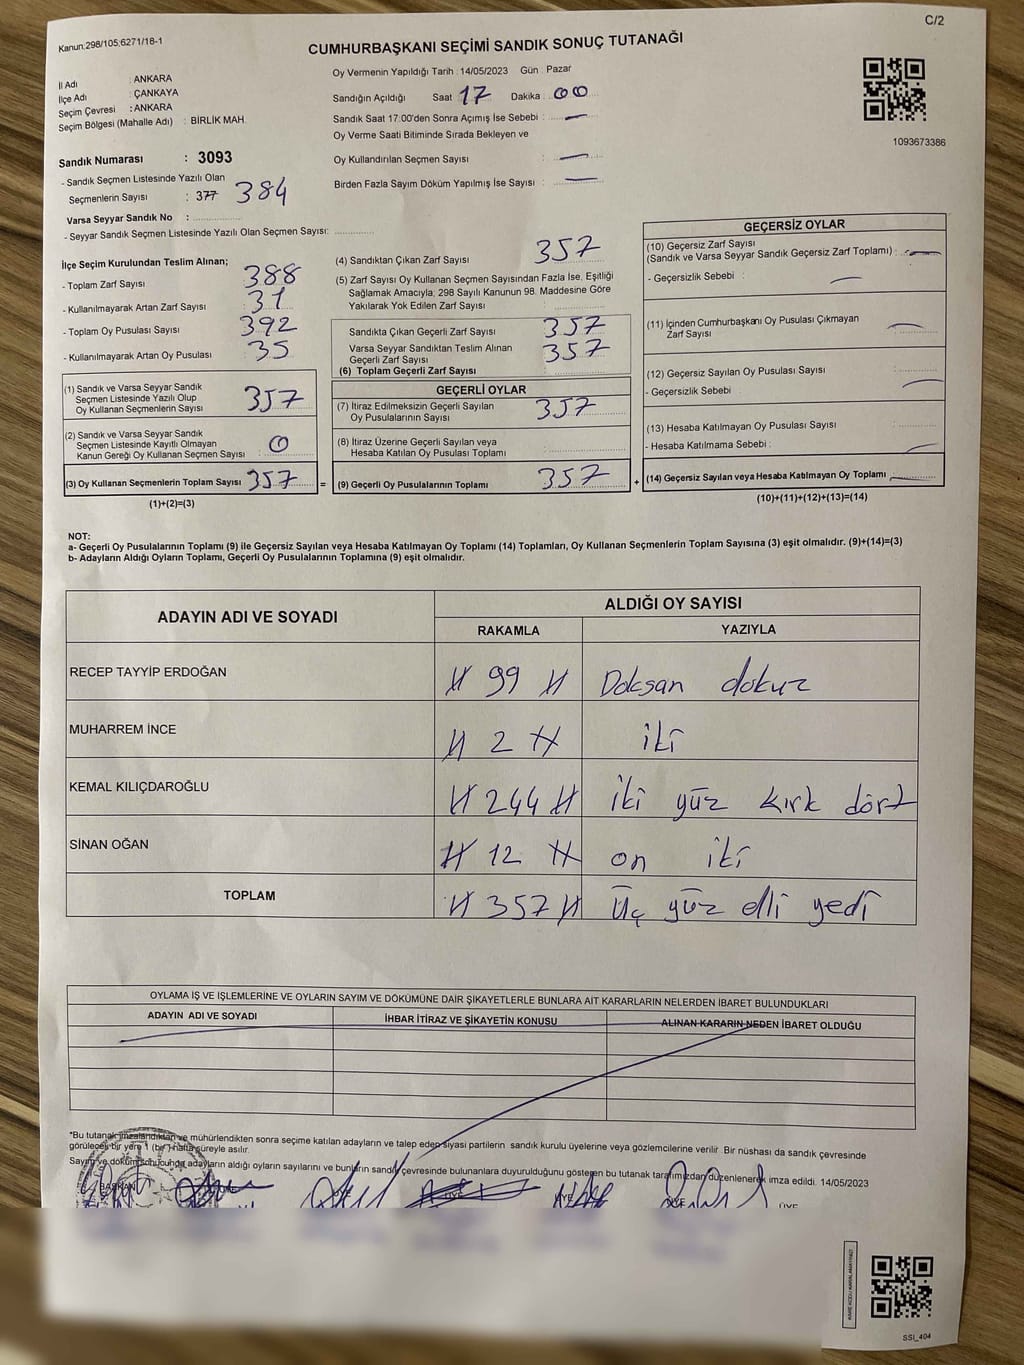 C/2
Kanun:298/105;6271/18-1
CUMHURBAŞKANI SEÇİMİ SANDIK SONUÇ TUTANAĞI
İl Adı : ANKARA
İlçe Adı : ÇANKAYA
Seçim Çevresi : ANKARA
Seçim Bölgesi (Mahalle Adı) : BİRLİK MAH.
Oy Vermenin Yapıldığı Tarih : 14/05/2023 Gün : Pazar
Sandığın Açıldığı Saat 17 Dakika : 00
Sandık Saat 17:00'den Sonra Açımış İse Sebebi : —
Oy Verme Saati Bitiminde Sırada Bekleyen ve
Oy Kullandırılan Seçmen Sayısı : —
Birden Fazla Sayım Döküm Yapılmış İse Sayısı : —
1093673386
Sandık Numarası : 3093
- Sandık Seçmen Listesinde Yazılı Olan
Seçmenlerin Sayısı : 377 384
Varsa Seyyar Sandık No :
- Seyyar Sandık Seçmen Listesinde Yazılı Olan Seçmen Sayısı:
İlçe Seçim Kurulundan Teslim Alınan;
- Toplam Zarf Sayısı : 388
- Kullanılmayarak Artan Zarf Sayısı : 31
- Toplam Oy Pusulası Sayısı : 392
- Kullanılmayarak Artan Oy Pusulası : 35
(1) Sandık ve Varsa Seyyar Sandık
Seçmen Listesinde Yazılı Olup
Oy Kullanan Seçmenlerin Sayısı : 357
(2) Sandık ve Varsa Seyyar Sandık
Seçmen Listesinde Kayıtlı Olmayan
Kanun Gereği Oy Kullanan Seçmen Sayısı : 0
(3) Oy Kullanan Seçmenlerin Toplam Sayısı : 357 =
(1)+(2)=(3)
(4) Sandıktan Çıkan Zarf Sayısı : 357
(5) Zarf Sayısı Oy Kullanan Seçmen Sayısından Fazla İse, Eşitliği
Sağlamak Amacıyla; 298 Sayılı Kanunun 98. Maddesine Göre
Yakılarak Yok Edilen Zarf Sayısı :
Sandıkta Çıkan Geçerli Zarf Sayısı : 357
Varsa Seyyar Sandıktan Teslim Alınan
Geçerli Zarf Sayısı : 357
(6) Toplam Geçerli Zarf Sayısı :
GEÇERLİ OYLAR
(7) İtiraz Edilmeksizin Geçerli Sayılan
Oy Pusulalarının Sayısı : 357
(8) İtiraz Üzerine Geçerli Sayılan veya
Hesaba Katılan Oy Pusulası Toplamı :
(9) Geçerli Oy Pusulalarının Toplamı : 357 +
GEÇERSİZ OYLAR
(10) Geçersiz Zarf Sayısı
(Sandık ve Varsa Seyyar Sandık Geçersiz Zarf Toplamı) : —
- Geçersizlik Sebebi : —
(11) İçinden Cumhurbaşkanı Oy Pusulası Çıkmayan
Zarf Sayısı : —
(12) Geçersiz Sayılan Oy Pusulası Sayısı :
- Geçersizlik Sebebi : —
(13) Hesaba Katılmayan Oy Pusulası Sayısı :
- Hesaba Katılmama Sebebi : —
(14) Geçersiz Sayılan veya Hesaba Katılmayan Oy Toplamı : —
(10)+(11)+(12)+(13)=(14)
NOT:
a- Geçerli Oy Pusulalarının Toplamı (9) ile Geçersiz Sayılan veya Hesaba Katılmayan Oy Toplamı (14) Toplamları, Oy Kullanan Seçmenlerin Toplam Sayısına (3) eşit olmalıdır. (9)+(14)=(3)
b- Adayların Aldığı Oyların Toplamı, Geçerli Oy Pusulalarının Toplamına (9) eşit olmalıdır.
ADAYIN ADI VE SOYADI ALDIĞI OY SAYISI
RAKAMLA YAZIYLA
RECEP TAYYİP ERDOĞAN 99 Doksan dokuz
MUHARREM İNCE 2 iki
KEMAL KILIÇDAROĞLU 244 iki yüz kırk dört
SİNAN OĞAN 12 on iki
TOPLAM 357 Üç yüz elli yedi
OYLAMA İŞ VE İŞLEMLERİNE VE OYLARIN SAYIM VE DÖKÜMÜNE DAİR ŞİKAYETLERLE BUNLARA AİT KARARLARIN NELERDEN İBARET BULUNDUKLARI
ADAYIN ADI VE SOYADI İHBAR İTİRAZ VE ŞİKAYETİN KONUSU ALINAN KARARIN NEDEN İBARET OLDUĞU
*Bu tutanak imzalandıktan ve mühürlendikten sonra seçime katılan adayların ve talep eden siyasi partilerin sandık kurulu üyelerine veya gözlemcilerine verilir. Bir nüshası da sandık çevresinde
görülecek bir yere 1 (bir) hafta süreyle asılır.
Sayım ve döküm sonucunda adayların aldığı oyların sayılarını ve bunların sandık çevresinde bulunanlara duyurulduğunu gösteren bu tutanak tarafımızdan düzenlenerek imza edildi. 14/05/2023
BAŞKAN ÜYE ÜYE ÜYE ÜYE
SSI_404